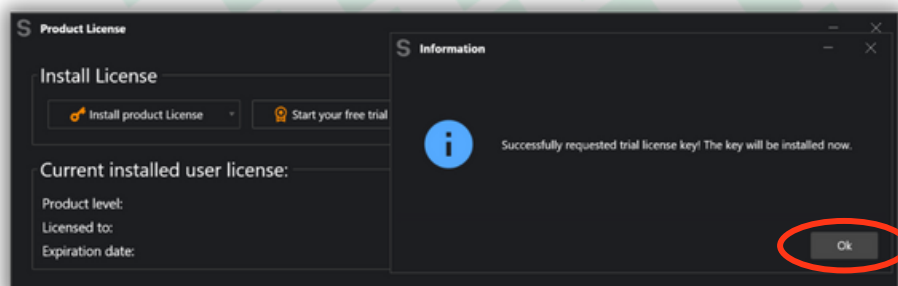 S Product License
S Information
Install License
Install product License
Start your free trial
Successfully requested trial license key! The key will be installed now.
Current installed user license:
Product level:
Licensed to:
Expiration date:
Ok